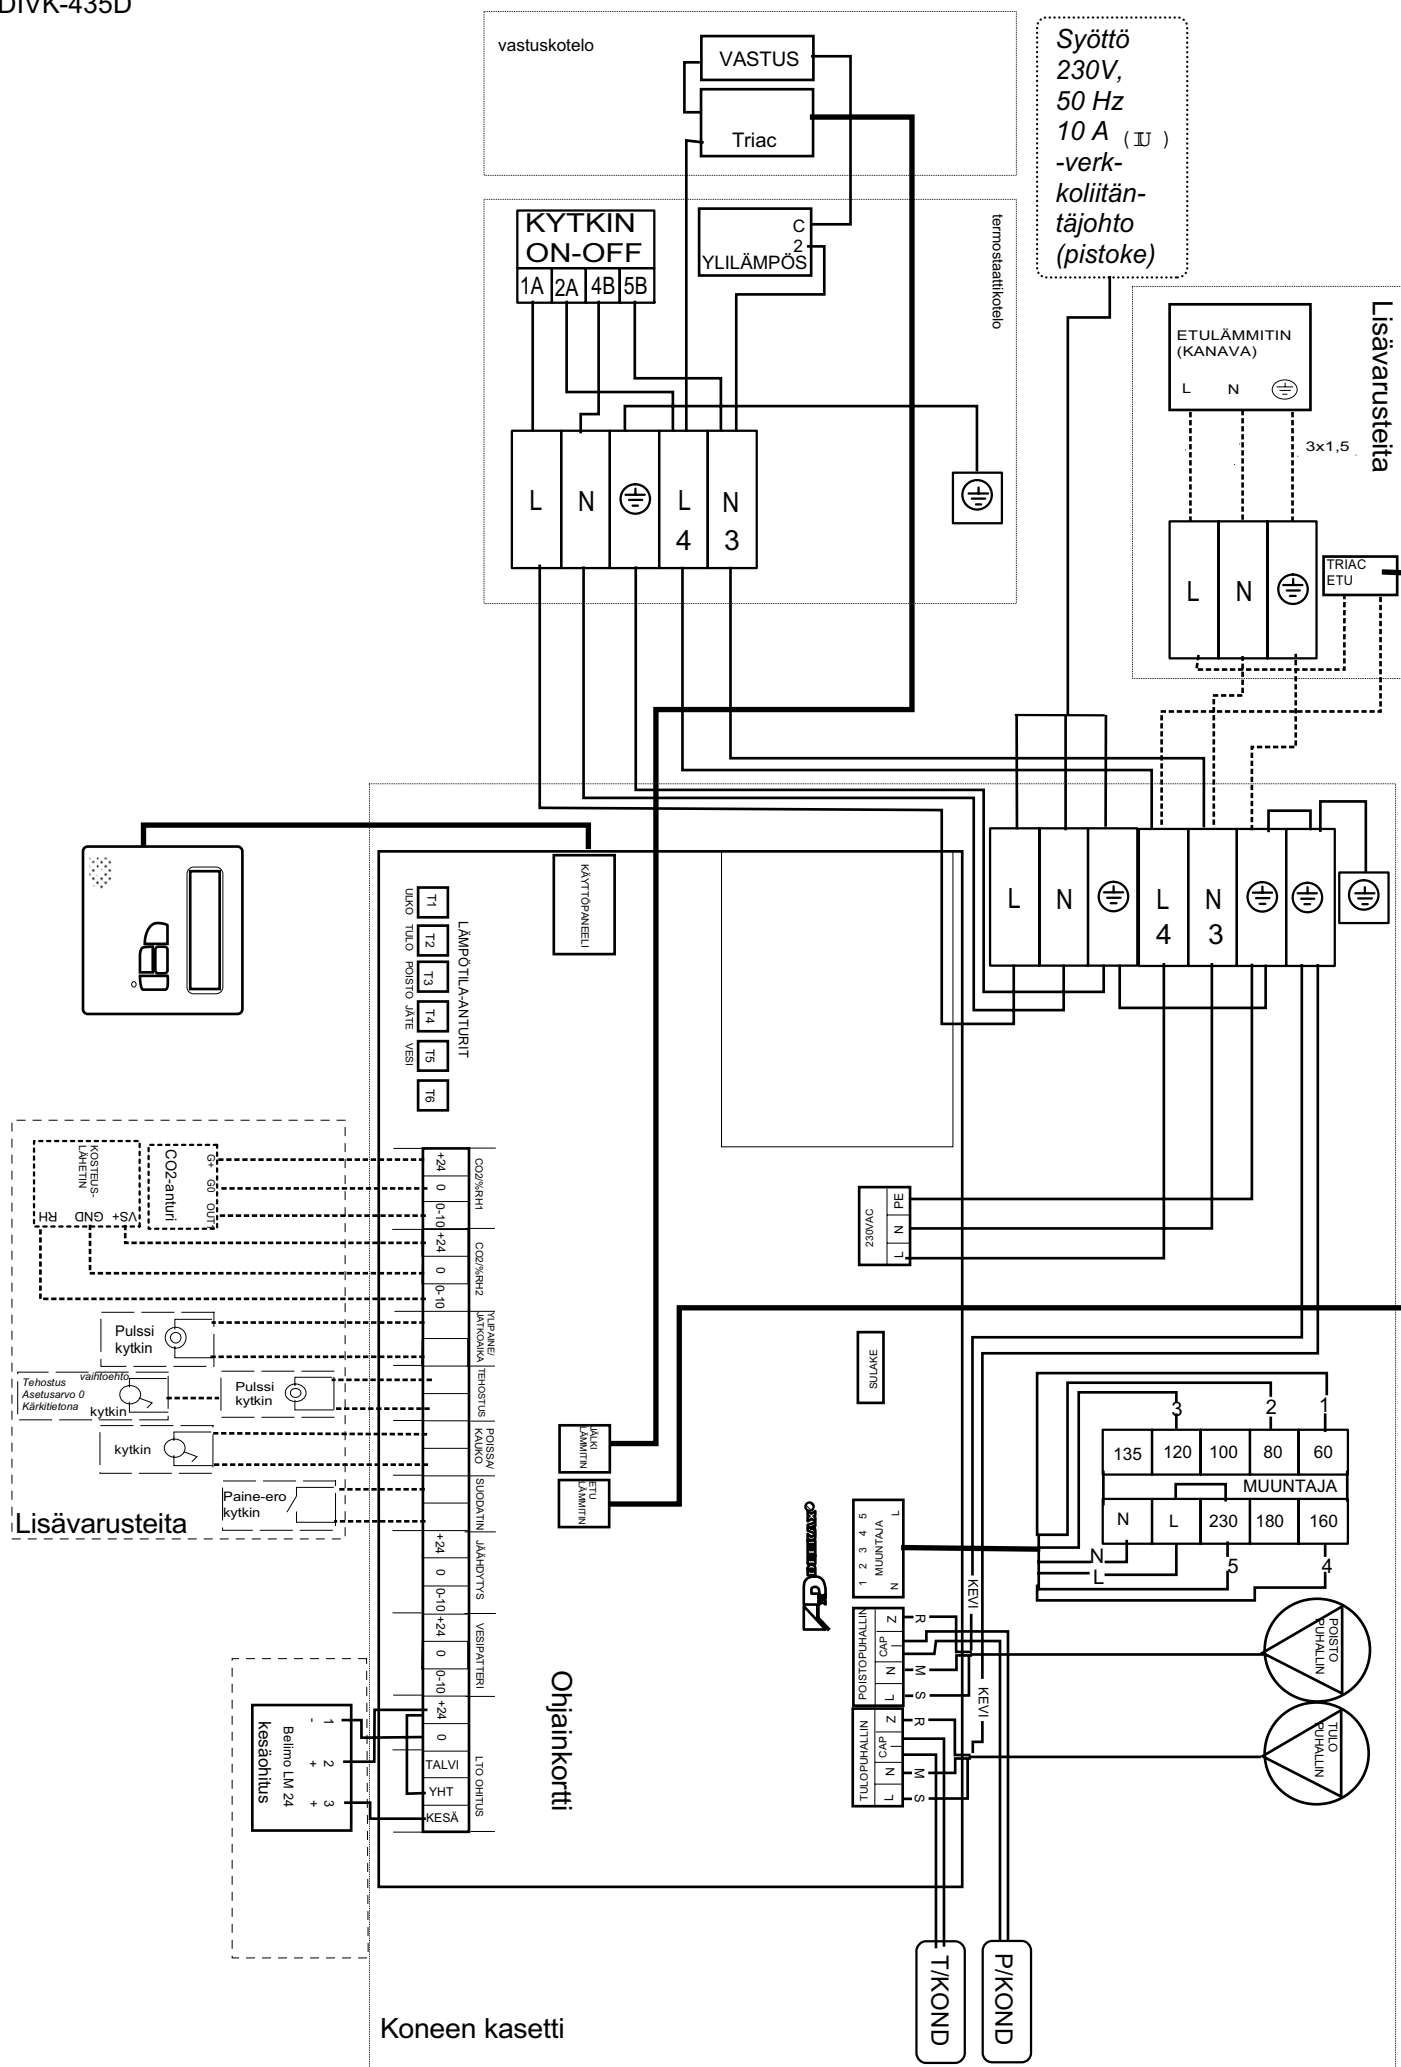 DIVK-435D
vastuskotelo
VASTUS
Triac
Syöttö
230V,
50 Hz
10 A
-verk-
koliitän-
täjohto
(pistoke)
KYTKIN
ON-OFF
1A 2A 4B 5B
C
2
YLILÄMPÖS
termostaattikotelo
L N L N
4 3
Lisävarusteita
ETULÄMMITIN
(KANAVA)
L N
3x1,5
L N
TRIAC
ETU
L N L N
4 3
KÄYTTÖPANEELI
LÄMPÖTILA-ANTURIT
T1 T2 T3 T4 T5 T6
ULKO TULO POISTO JÄTE VESI
KOSTEUS-
LÄHETIN
RH GND VS+
CO2-anturi
G+ G0 OUT
+24 0 0-10
CO2/%RH1
+24 0 0-10
CO2/%RH2
YLIPAINE/
JATKOAIKA
TEHOSTUS
POISSA/
KAUKO
SUODATIN
+24 0 0-10
JÄÄHDYTYS
+24 0 0-10
VESIPATTERI
+24 0
TALVI
YHT
KESÄ
LTO OHITUS
Pulssi
kytkin
Tehostus
Asetusarvo 0
Kärkitietona
vaihtoehto
kytkin
Pulssi
kytkin
kytkin
Paine-ero
kytkin
Lisävarusteita
1 2 3
- + +
Belimo LM 24
kesäohitus
230VAC
PE N L
SULAKE
JÄLKI
LÄMMITIN
ETU
LÄMMITIN
1 2 3 4 5
MUUNTAJA
N L
POISTOPUHALLIN
Z CAP N L
R M S
TULOPUHALLIN
Z CAP N L
R M S
KEVI
KEVI
3 2 1
135 120 100 80 60
MUUNTAJA
N L 230 180 160
N
L
5 4
POISTO
PUHALLIN
TULO
PUHALLIN
Ohjainkortti
T/KOND
P/KOND
Koneen kasetti